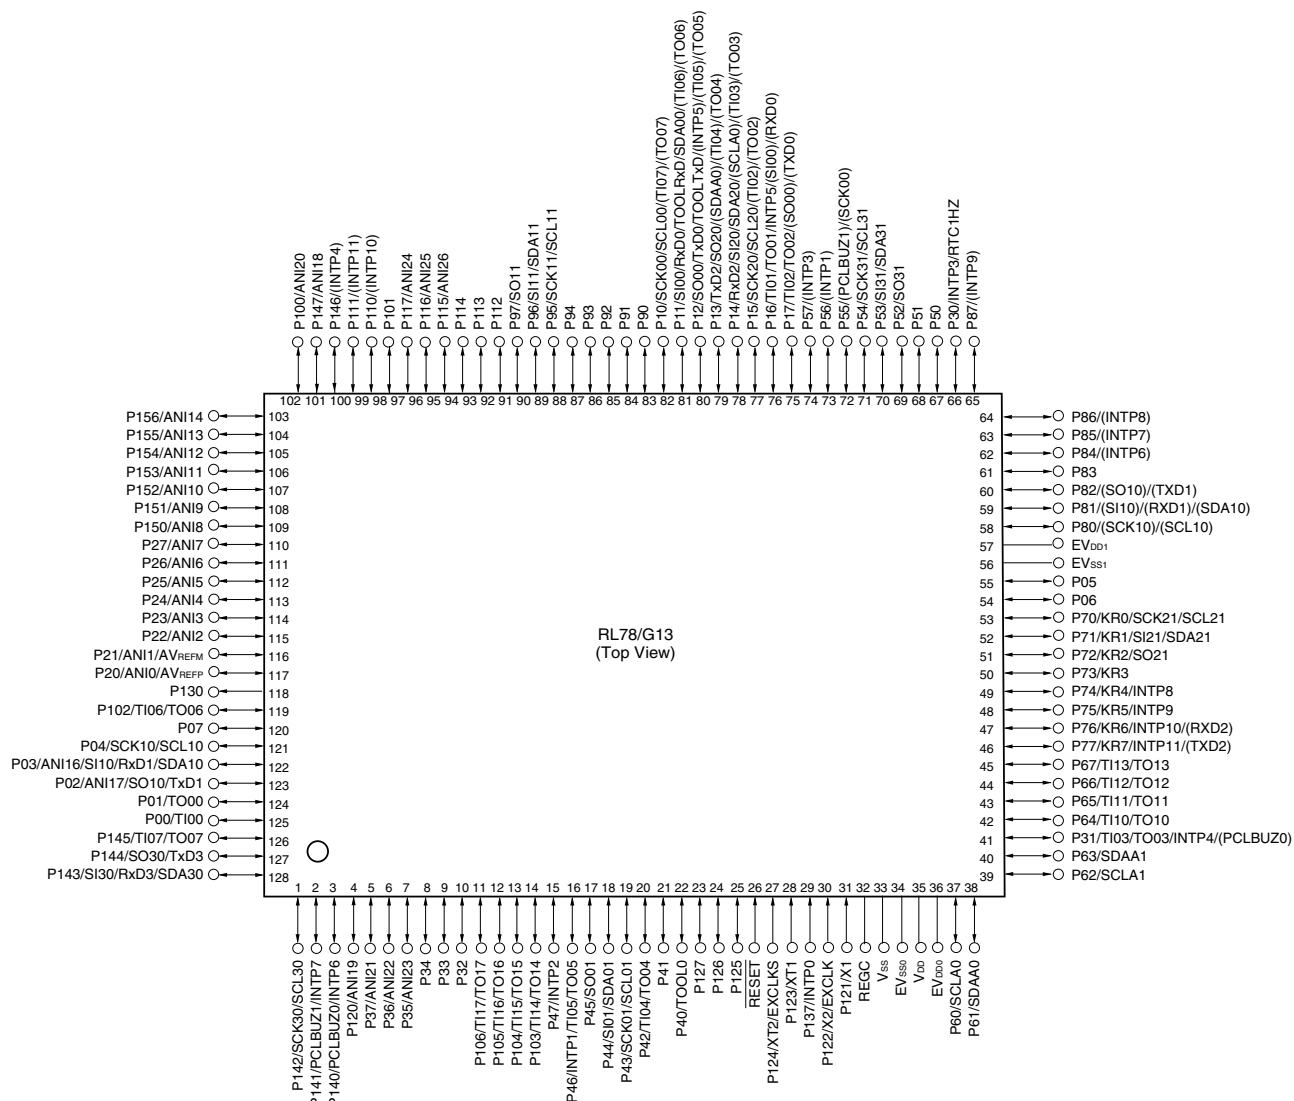 P100/ANI20
P147/ANI18
P146/(INTP4)
P111/(INTP11)
P110/(INTP10)
P101
P117/ANI24
P116/ANI25
P115/ANI26
P114
P113
P112
P97/SO11
P96/SI11/SDA11
P95/SCK11/SCL11
P94
P93
P92
P91
P90
P10/SCK00/SCL00/(TI07)/(TO07)
P11/SI00/RxD0/TOOLRxD/SDA00/(TI06)/(TO06)
P12/SO00/TxD0/TOOLTxD/(INTP5)/(TI05)/(TO05)
P13/TxD2/SO20/(SDAA0)/(TI04)/(TO04)
P14/RxD2/SI20/SDA20/(SCLA0)/(TI03)/(TO03)
P15/SCK20/SCL20/(TI02)/(TO02)
P16/TI01/TO01/INTP5/(SI00)/(RXD0)
P17/TI02/TO02/(SO00)/(TXD0)
P57/(INTP3)
P56/(INTP1)
P55/(PCLBUZ1)/(SCK00)
P54/SCK31/SCL31
P53/SI31/SDA31
P52/SO31
P51
P50
P30/INTP3/RTC1HZ
P87/(INTP9)
102 101 100 99 98 97 96 95 94 93 92 91 90 89 88 87 86 85 84 83 82 81 80 79 78 77 76 75 74 73 72 71 70 69 68 67 66 65
P156/ANI14 103
P155/ANI13 104
P154/ANI12 105
P153/ANI11 106
P152/ANI10 107
P151/ANI9 108
P150/ANI8 109
P27/ANI7 110
P26/ANI6 111
P25/ANI5 112
P24/ANI4 113
P23/ANI3 114
P22/ANI2 115
P21/ANI1/AVREFM 116
P20/ANI0/AVREFP 117
P130 118
P102/TI06/TO06 119
P07 120
P04/SCK10/SCL10 121
P03/ANI16/SI10/RxD1/SDA10 122
P02/ANI17/SO10/TxD1 123
P01/TO00 124
P00/TI00 125
P145/TI07/TO07 126
P144/SO30/TxD3 127
P143/SI30/RxD3/SDA30 128
RL78/G13
(Top View)
64 P86/(INTP8)
63 P85/(INTP7)
62 P84/(INTP6)
61 P83
60 P82/(SO10)/(TXD1)
59 P81/(SI10)/(RXD1)/(SDA10)
58 P80/(SCK10)/(SCL10)
57 EVDD1
56 EVSS1
55 P05
54 P06
53 P70/KR0/SCK21/SCL21
52 P71/KR1/SI21/SDA21
51 P72/KR2/SO21
50 P73/KR3
49 P74/KR4/INTP8
48 P75/KR5/INTP9
47 P76/KR6/INTP10/(RXD2)
46 P77/KR7/INTP11/(TXD2)
45 P67/TI13/TO13
44 P66/TI12/TO12
43 P65/TI11/TO11
42 P64/TI10/TO10
41 P31/TI03/TO03/INTP4/(PCLBUZ0)
40 P63/SDAA1
39 P62/SCLA1
1 2 3 4 5 6 7 8 9 10 11 12 13 14 15 16 17 18 19 20 21 22 23 24 25 26 27 28 29 30 31 32 33 34 35 36 37 38
P142/SCK30/SCL30
P141/PCLBUZ1/INTP7
P140/PCLBUZ0/INTP6
P120/ANI19
P37/ANI21
P36/ANI22
P35/ANI23
P34
P33
P32
P106/TI17/TO17
P105/TI16/TO16
P104/TI15/TO15
P103/TI14/TO14
P47/INTP2
P46/INTP1/TI05/TO05
P45/SO01
P44/SI01/SDA01
P43/SCK01/SCL01
P42/TI04/TO04
P41
P40/TOOL0
P127
P126
P125
RESET
P124/XT2/EXCLKS
P123/XT1
P137/INTP0
P122/X2/EXCLK
P121/X1
REGC
VSS
EVSS0
VDD
EVDD0
P60/SCLA0
P61/SDAA0